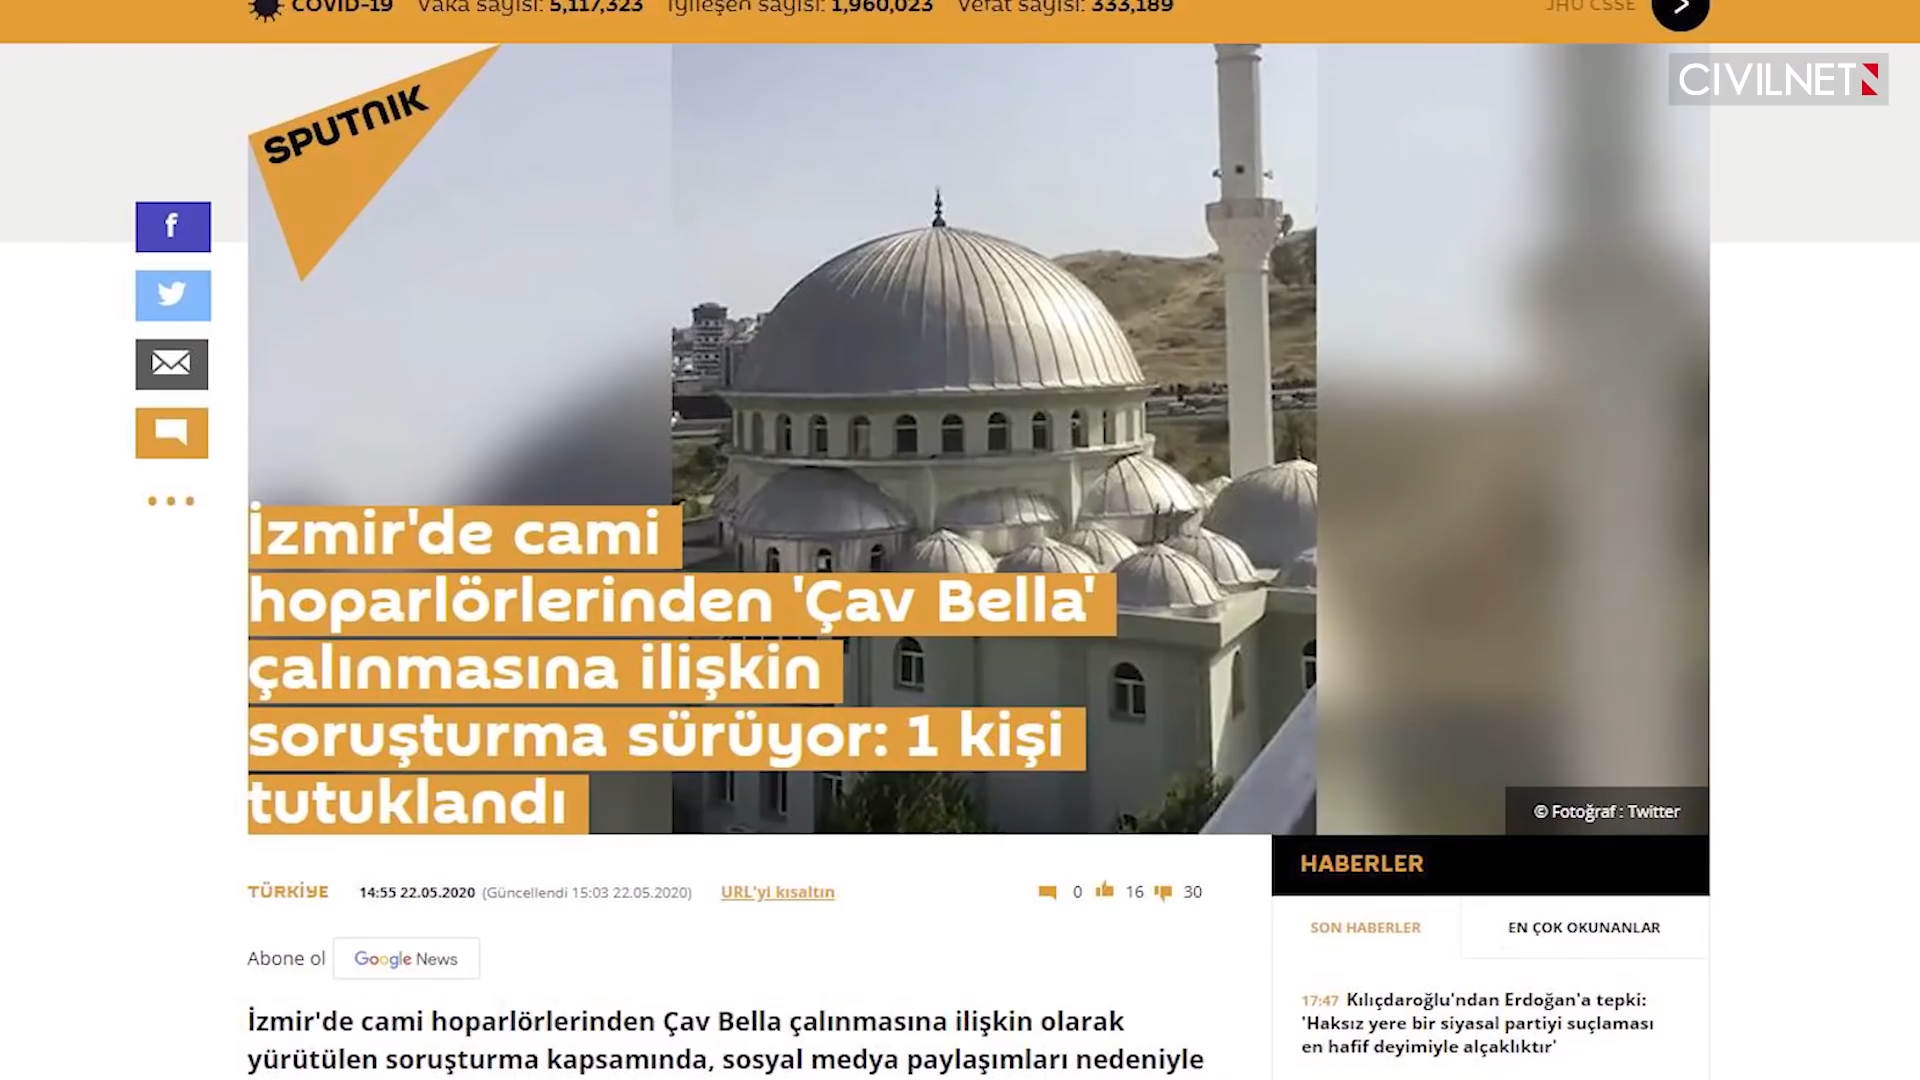 COVID-19 Vaka sayısı: 5,117,323 İyileşen sayısı: 1,960,023 Vefat sayısı: 333,189 JHU CSSE
CIVILNET
SPUTNIK
İzmir'de cami
hoparlörlerinden 'Çav Bella'
çalınmasına ilişkin
soruşturma sürüyor: 1 kişi
tutuklandı
© Fotoğraf : Twitter
TÜRKİYE 14:55 22.05.2020 (Güncellendi 15:03 22.05.2020) URL'yi kısaltın 0 16 30
Abone ol Google News
İzmir'de cami hoparlörlerinden Çav Bella çalınmasına ilişkin olarak
yürütülen soruşturma kapsamında, sosyal medya paylaşımları nedeniyle
HABERLER
SON HABERLER EN ÇOK OKUNANLAR
17:47 Kılıçdaroğlu'ndan Erdoğan'a tepki:
'Haksız yere bir siyasal partiyi suçlaması
en hafif deyimiyle alçaklıktır'